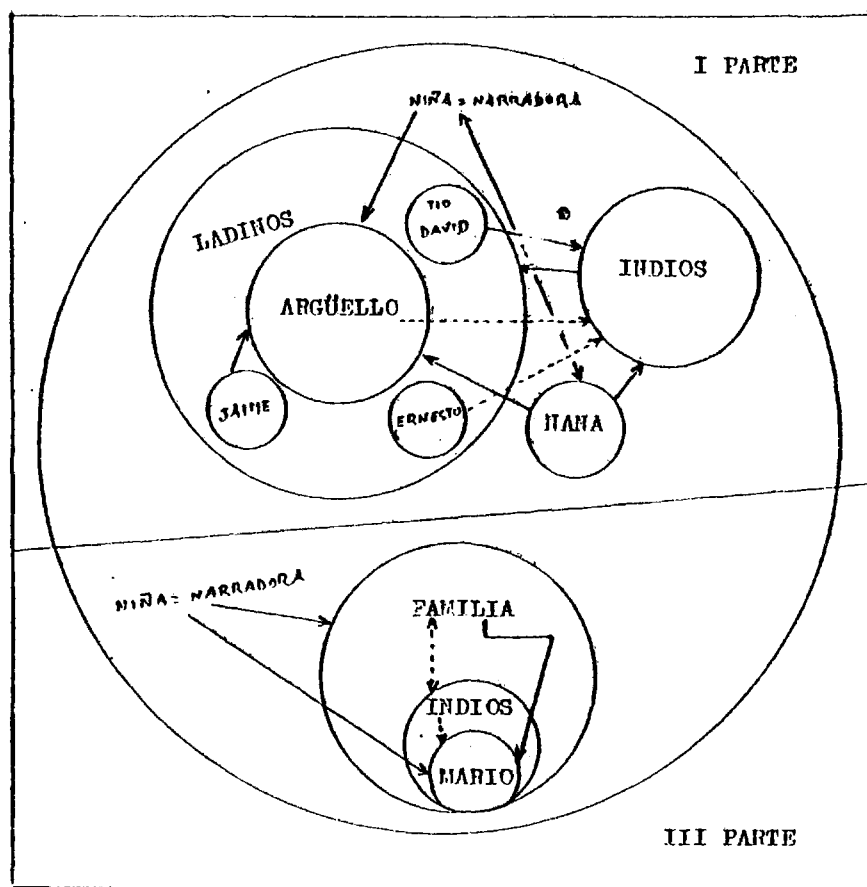 I PARTE
NIÑA = NARRADORA
TIO
DAVID
LADINOS
INDIOS
ARGÜELLO
JAIME
ERNESTO
NANA
NIÑA = NARRADORA
FAMILIA
INDIOS
MARIO
III PARTE